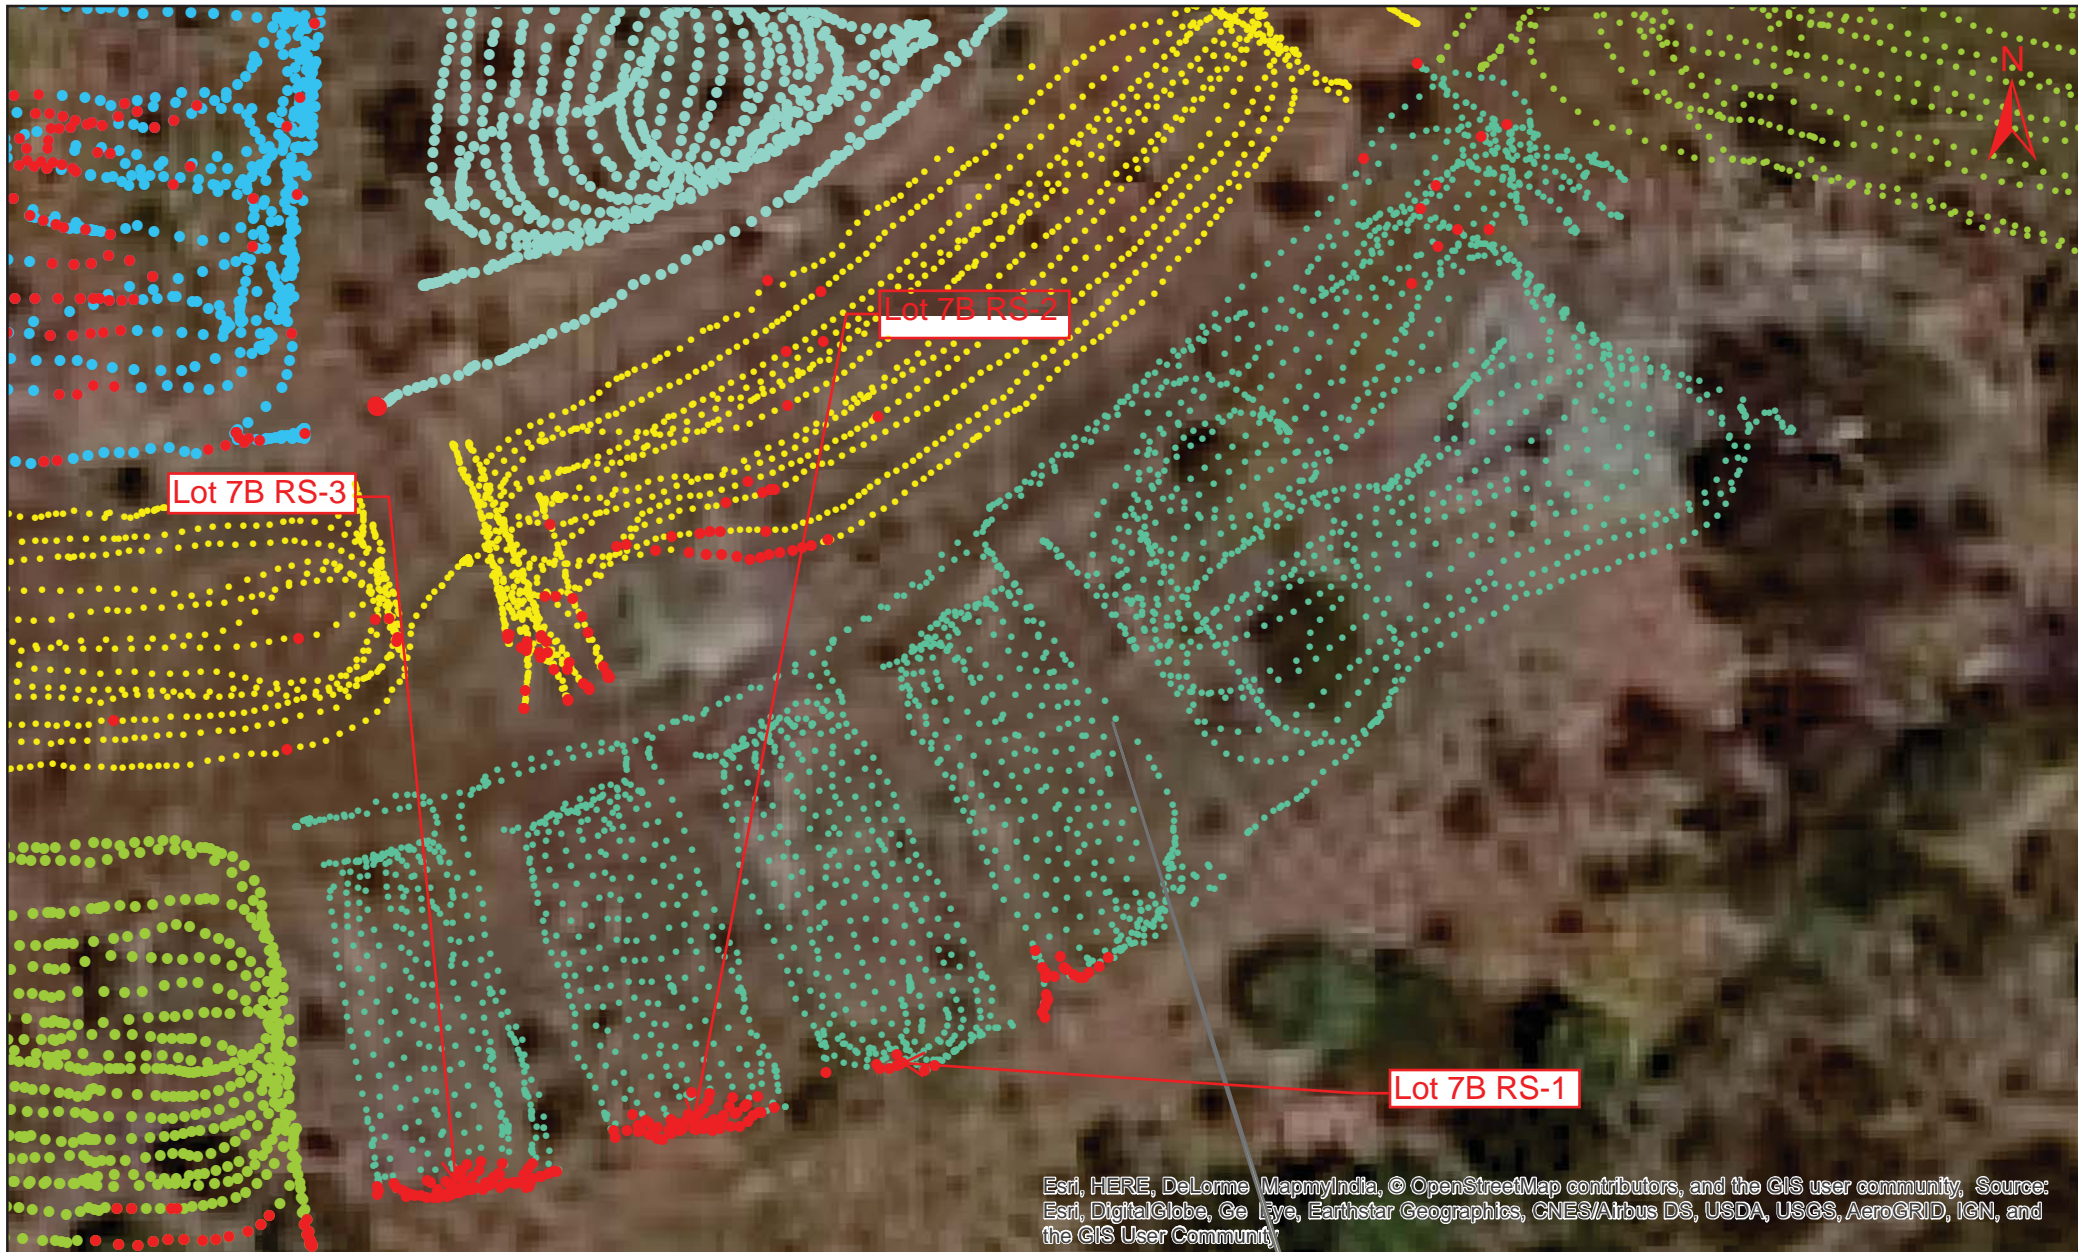 N
Lot 7B RS-2
Lot 7B RS-3
Lot 7B RS-1
Esri, HERE, DeLorme MapmyIndia, © OpenStreetMap contributors, and the GIS user community, Source:
Esri, DigitalGlobe, Ge Eye, Earthstar Geographics, CNES/Airbus DS, USDA, USGS, AeroGRID, IGN, and
the GIS User Community